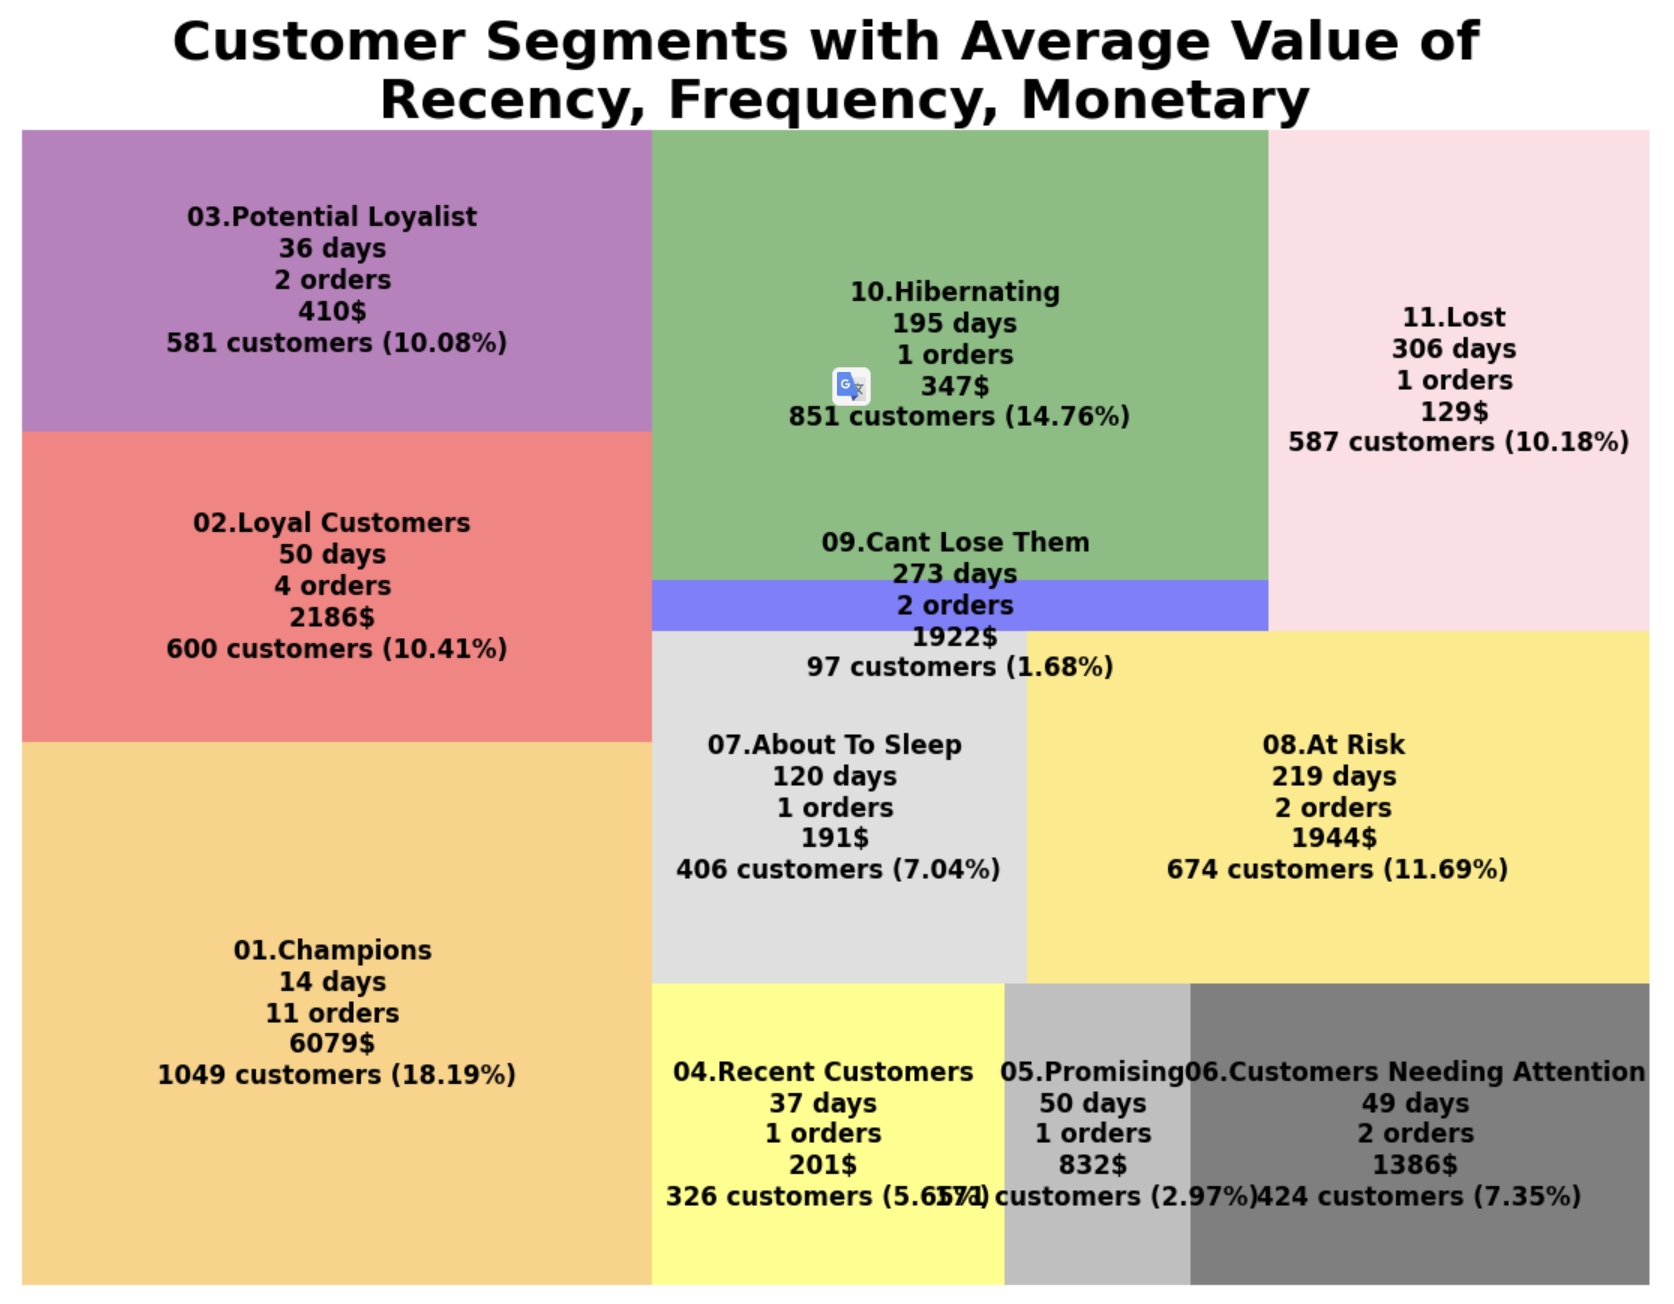 Customer Segments with Average Value of
Recency, Frequency, Monetary
03.Potential Loyalist
36 days
2 orders
410$
581 customers (10.08%)
02.Loyal Customers
50 days
4 orders
2186$
600 customers (10.41%)
01.Champions
14 days
11 orders
6079$
1049 customers (18.19%)
10.Hibernating
195 days
1 orders
347$
851 customers (14.76%)
11.Lost
306 days
1 orders
129$
587 customers (10.18%)
09.Cant Lose Them
273 days
2 orders
1922$
97 customers (1.68%)
07.About To Sleep
120 days
1 orders
191$
406 customers (7.04%)
08.At Risk
219 days
2 orders
1944$
674 customers (11.69%)
04.Recent Customers
37 days
1 orders
201$
326 customers (5.65%)
05.Promising
50 days
1 orders
832$
171 customers (2.97%)
06.Customers Needing Attention
49 days
2 orders
1386$
424 customers (7.35%)